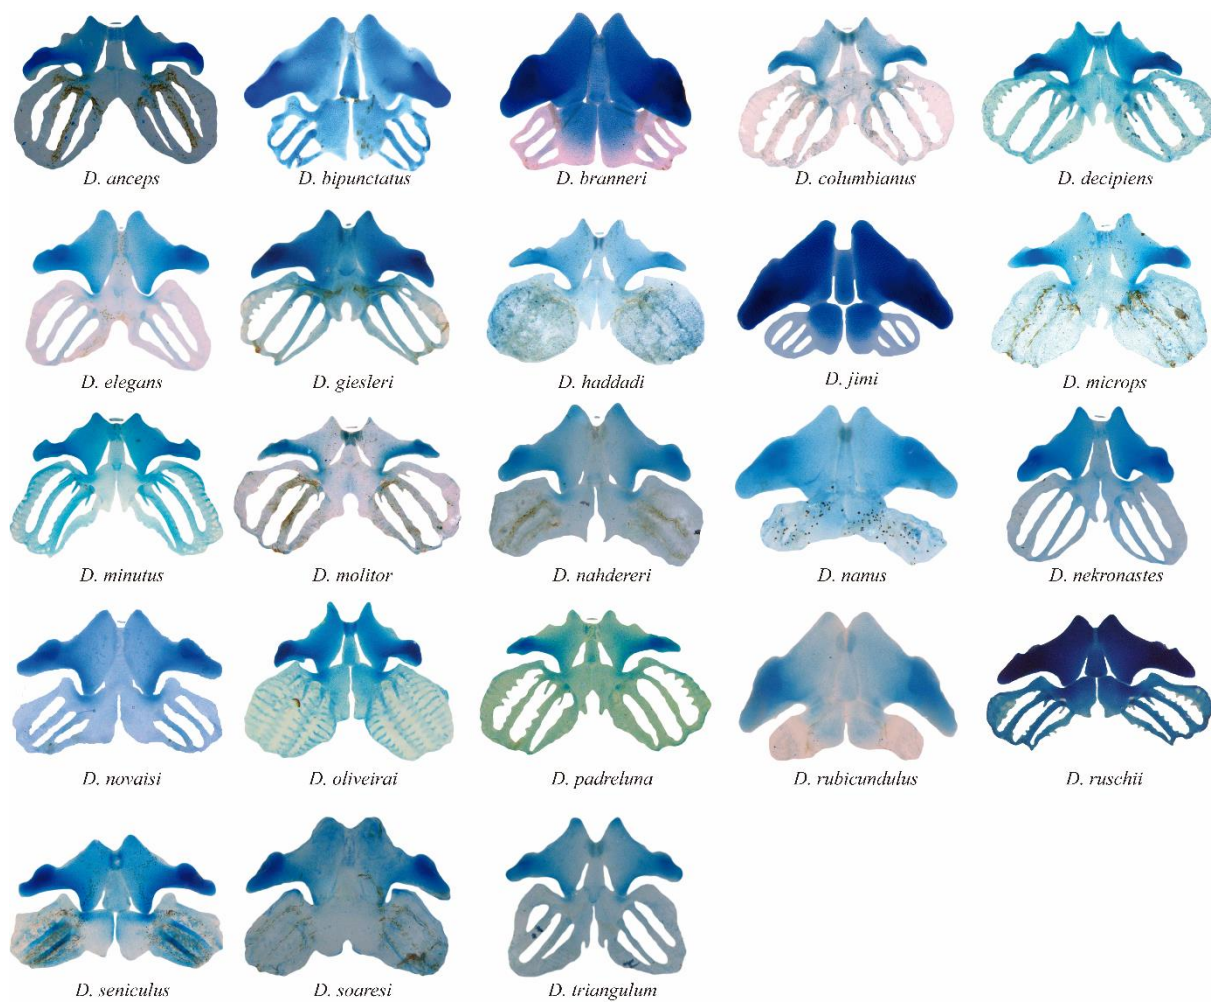 D. anceps
D. bipunctatus
D. branneri
D. columbianus
D. decipiens
D. elegans
D. giesleri
D. haddadi
D. jimi
D. microps
D. minutus
D. molitor
D. nahdereri
D. nanus
D. nekronastes
D. novaisi
D. oliveirai
D. padreluna
D. rubicundulus
D. ruschii
D. seniculus
D. soaresi
D. triangulum